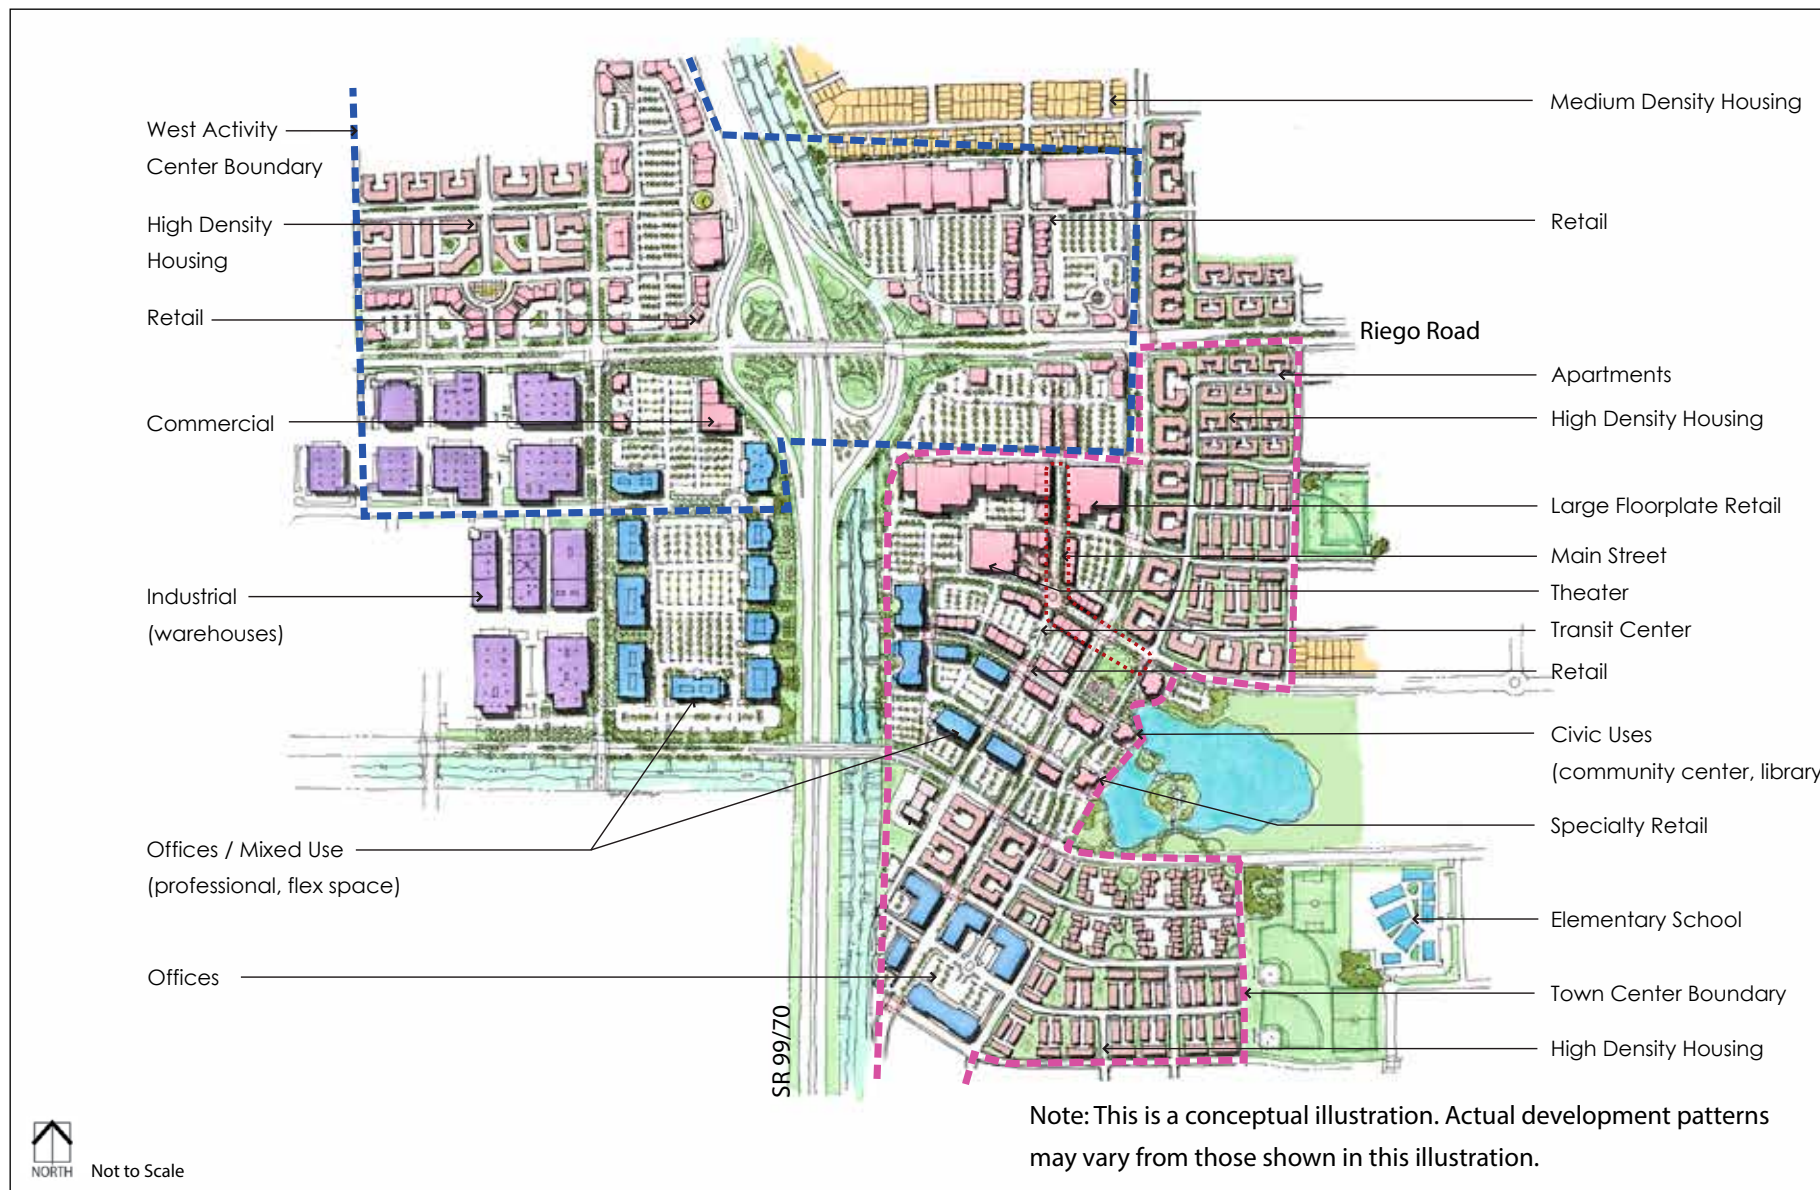 West Activity
Center Boundary
High Density
Housing
Retail
Commercial
Industrial
(warehouses)
Offices / Mixed Use
(professional, flex space)
Offices
Medium Density Housing
Retail
Riego Road
Apartments
High Density Housing
Large Floorplate Retail
Main Street
Theater
Transit Center
Retail
Civic Uses
(community center, library
Specialty Retail
Elementary School
Town Center Boundary
High Density Housing
SR 99/70
Note: This is a conceptual illustration. Actual development patterns
may vary from those shown in this illustration.
NORTH
Not to Scale